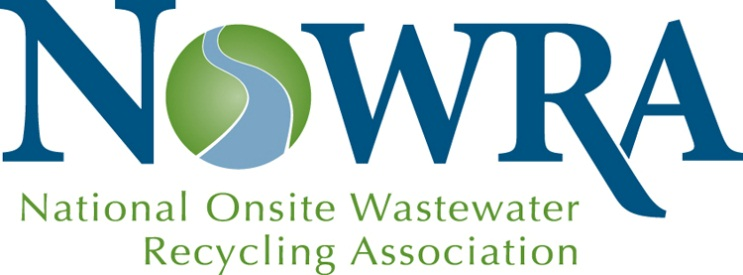 NOWRA
National Onsite Wastewater
Recycling Association